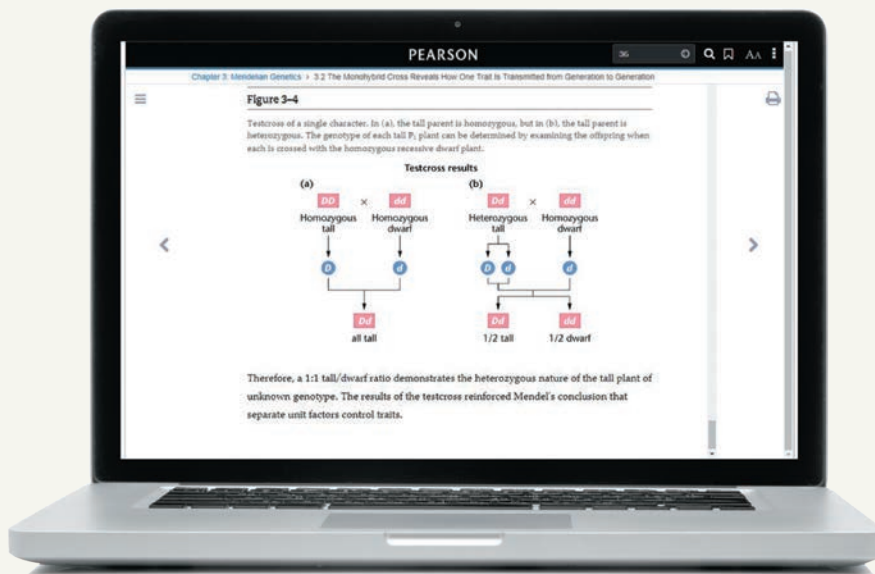 PEARSON
36
AA
Chapter 3: Mendelian Genetics > 3.2 The Monohybrid Cross Reveals How One Trait Is Transmitted from Generation to Generation
Figure 3–4
Testcross of a single character. In (a), the tall parent is homozygous, but in (b), the tall parent is
heterozygous. The genotype of each tall P₁ plant can be determined by examining the offspring when
each is crossed with the homozygous recessive dwarf plant.
Testcross results
(a)
DD × dd
Homozygous Homozygous
tall dwarf
D d
Dd
all tall
(b)
Dd × dd
Heterozygous Homozygous
tall dwarf
D d d
Dd dd
1/2 tall 1/2 dwarf
Therefore, a 1:1 tall/dwarf ratio demonstrates the heterozygous nature of the tall plant of
unknown genotype. The results of the testcross reinforced Mendel's conclusion that
separate unit factors control traits.